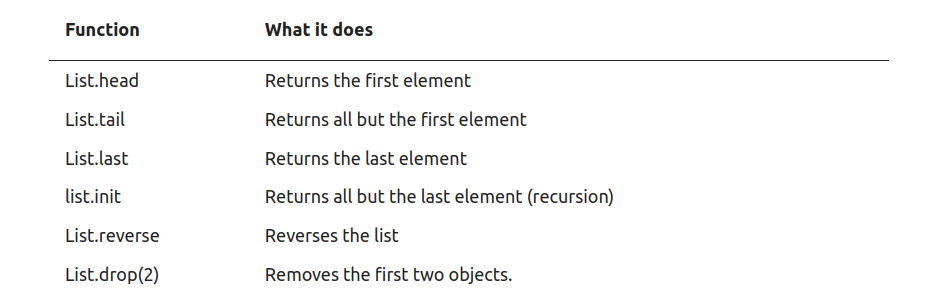 Function What it does
List.head Returns the first element
List.tail Returns all but the first element
List.last Returns the last element
list.init Returns all but the last element (recursion)
List.reverse Reverses the list
List.drop(2) Removes the first two objects.